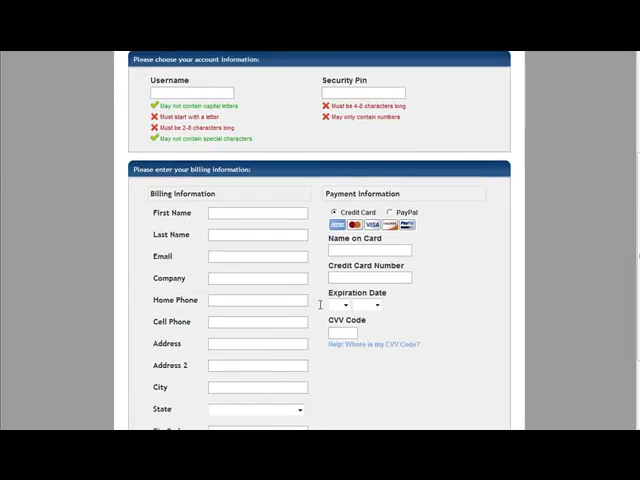 Please choose your account information:
Username
May not contain capital letters
Must start with a letter
Must be 2-8 characters long
May not contain special characters
Security Pin
Must be 4-8 characters long
May only contain numbers
Please enter your billing information:
Billing Information
First Name
Last Name
Email
Company
Home Phone
Cell Phone
Address
Address 2
City
State
Payment Information
Credit Card PayPal
VISA
Name on Card
Credit Card Number
Expiration Date
CVV Code
Help: Where is my CVV Code?